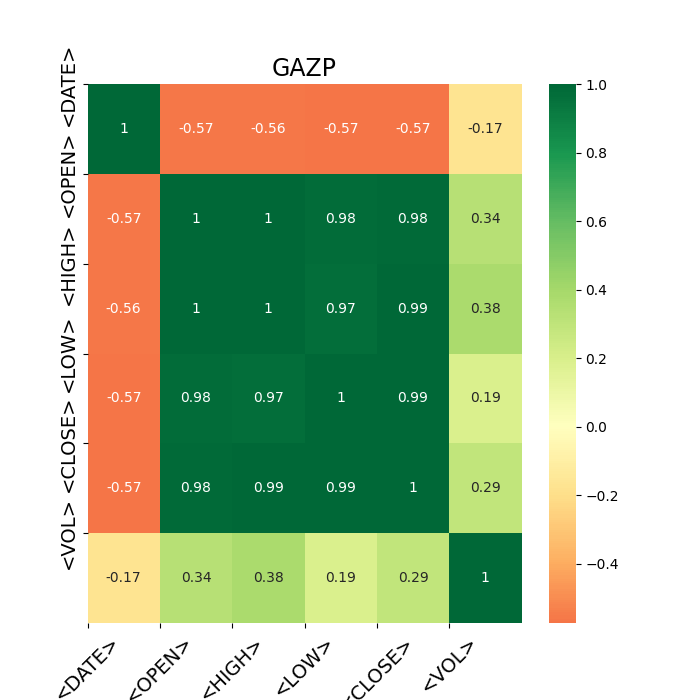 GAZP
<DATE> 1 -0.57 -0.56 -0.57 -0.57 -0.17
<OPEN> -0.57 1 1 0.98 0.98 0.34
<HIGH> -0.56 1 1 0.97 0.99 0.38
<LOW> -0.57 0.98 0.97 1 0.99 0.19
<CLOSE> -0.57 0.98 0.99 0.99 1 0.29
<VOL> -0.17 0.34 0.38 0.19 0.29 1
<DATE> <OPEN> <HIGH> <LOW> CLOSE> <VOL>
1.0
0.8
0.6
0.4
0.2
0.0
−0.2
−0.4